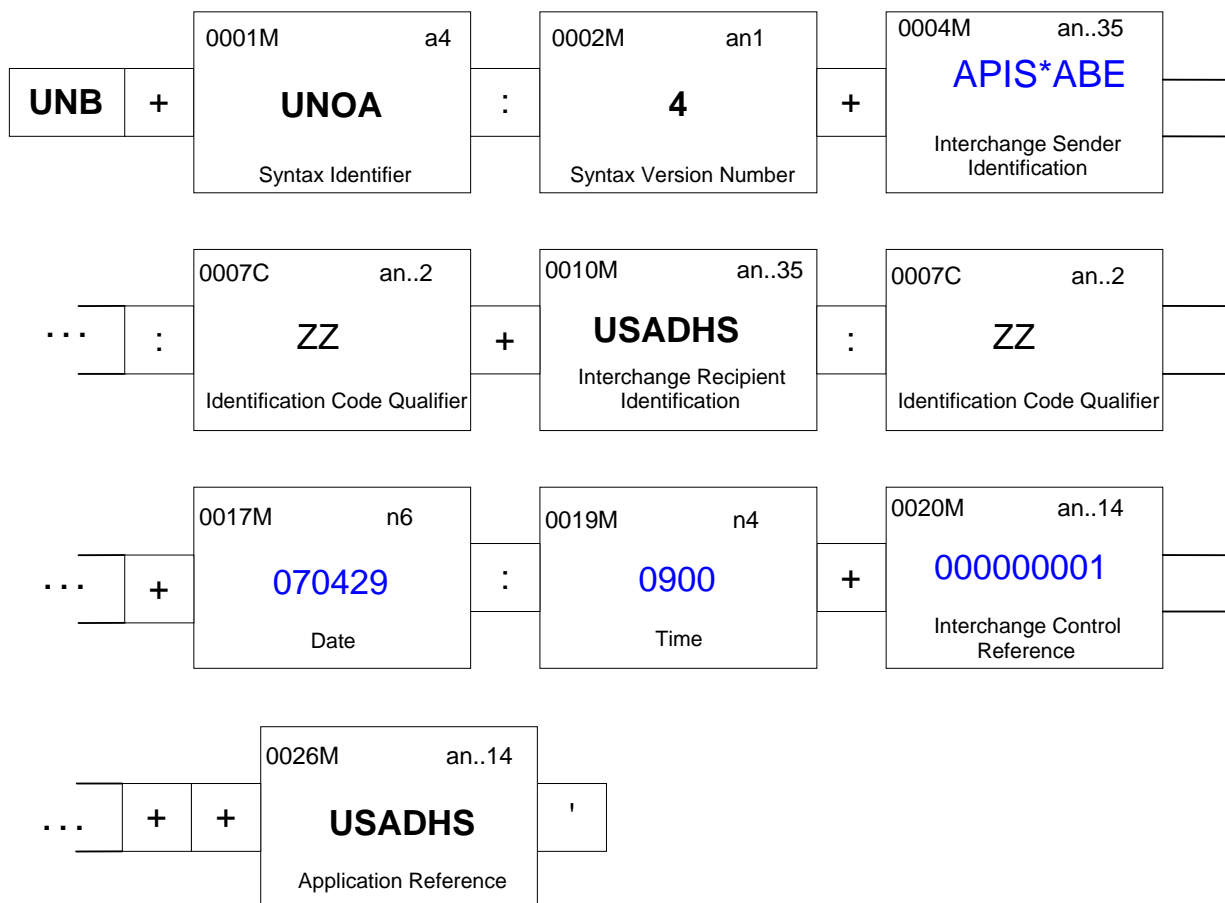 0001M a4 0002M an1 0004M an..35
UNB + UNOA : 4 + APIS*ABE
Syntax Identifier Syntax Version Number Interchange Sender
Identification
0007C an..2 0010M an..35 0007C an..2
... : ZZ + USADHS : ZZ
Identification Code Qualifier Interchange Recipient
Identification Identification Code Qualifier
0017M n6 0019M n4 0020M an..14
... + 070429 : 0900 + 000000001
Date Time Interchange Control
Reference
0026M an..14
... + + USADHS '
Application Reference